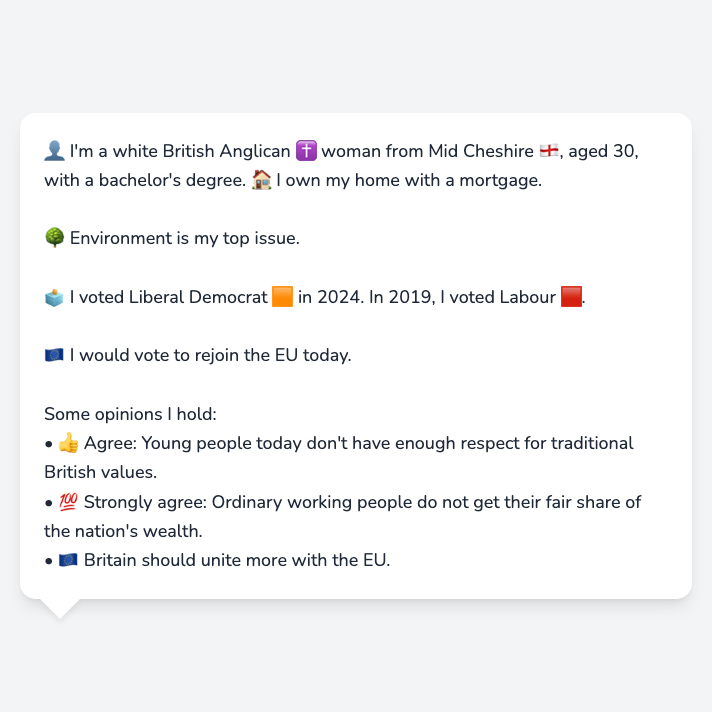 👤 I'm a white British Anglican ✝️ woman from Mid Cheshire 🏴󠁧󠁢󠁥󠁮󠁧󠁿, aged 30,
with a bachelor's degree. 🏠 I own my home with a mortgage.
🌳 Environment is my top issue.
🗳️ I voted Liberal Democrat 🟧 in 2024. In 2019, I voted Labour 🟥.
🇪🇺 I would vote to rejoin the EU today.
Some opinions I hold:
• 👍 Agree: Young people today don't have enough respect for traditional
British values.
• 💯 Strongly agree: Ordinary working people do not get their fair share of
the nation's wealth.
• 🇪🇺 Britain should unite more with the EU.